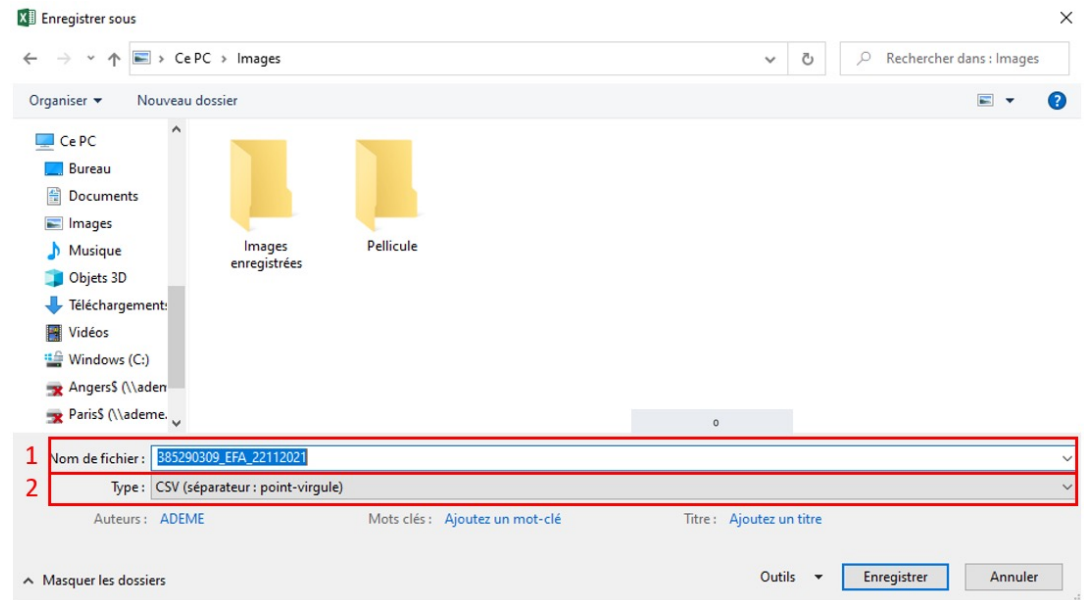 Enregistrer sous
Ce PC > Images
Rechercher dans : Images
Organiser
Nouveau dossier
Ce PC
Bureau
Documents
Images
Musique
Objets 3D
Téléchargements
Vidéos
Windows (C:)
Angers$ (\\adem
Paris$ (\\ademe.
Images
enregistrées
Pellicule
1 Nom de fichier : 385290309_EFA_22112021
2 Type : CSV (séparateur : point-virgule)
Auteurs : ADEME Mots clés : Ajoutez un mot-clé Titre : Ajoutez un titre
Masquer les dossiers
Outils
Enregistrer
Annuler